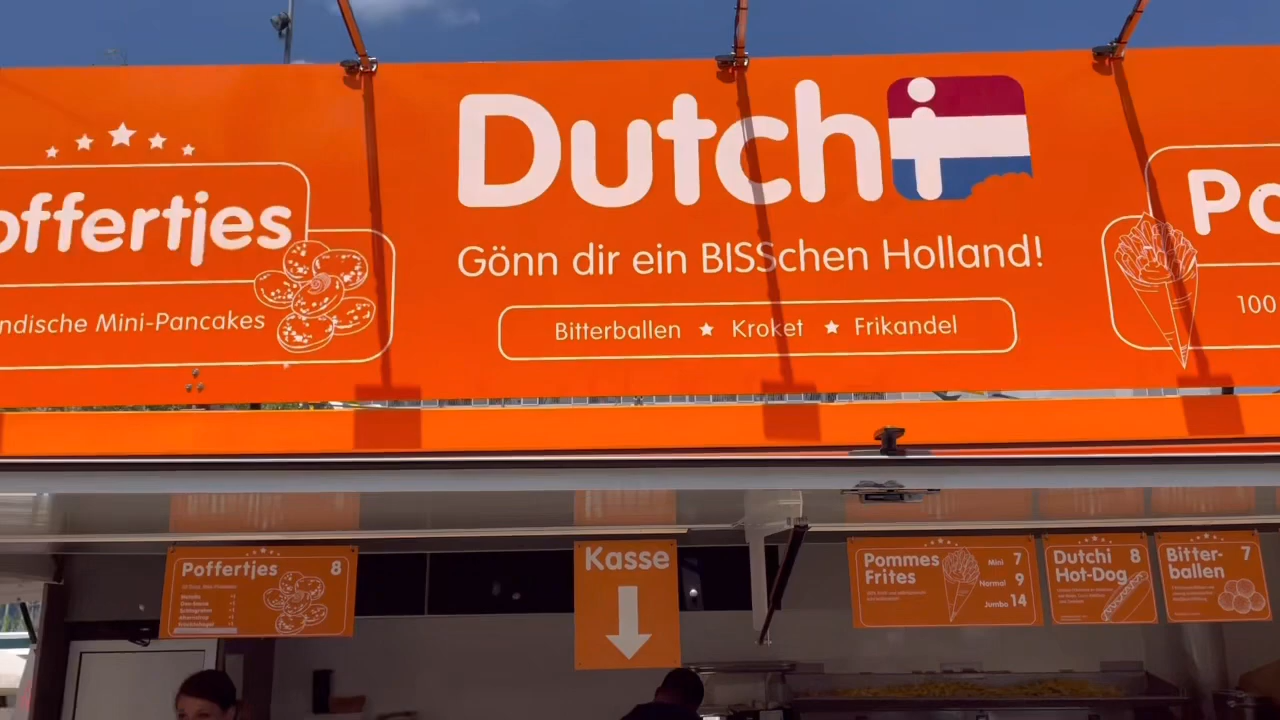 Dutchi
Gönn dir ein BISSchen Holland!
Bitterballen ★ Kroket ★ Frikandel
offertjes
ndische Mini-Pancakes
Po
100
Poffertjes 8
Kasse
Pommes
Frites
Mini 7
Normal 9
Jumbo 14
Dutchi 8
Hot-Dog
Bitter- 7
ballen